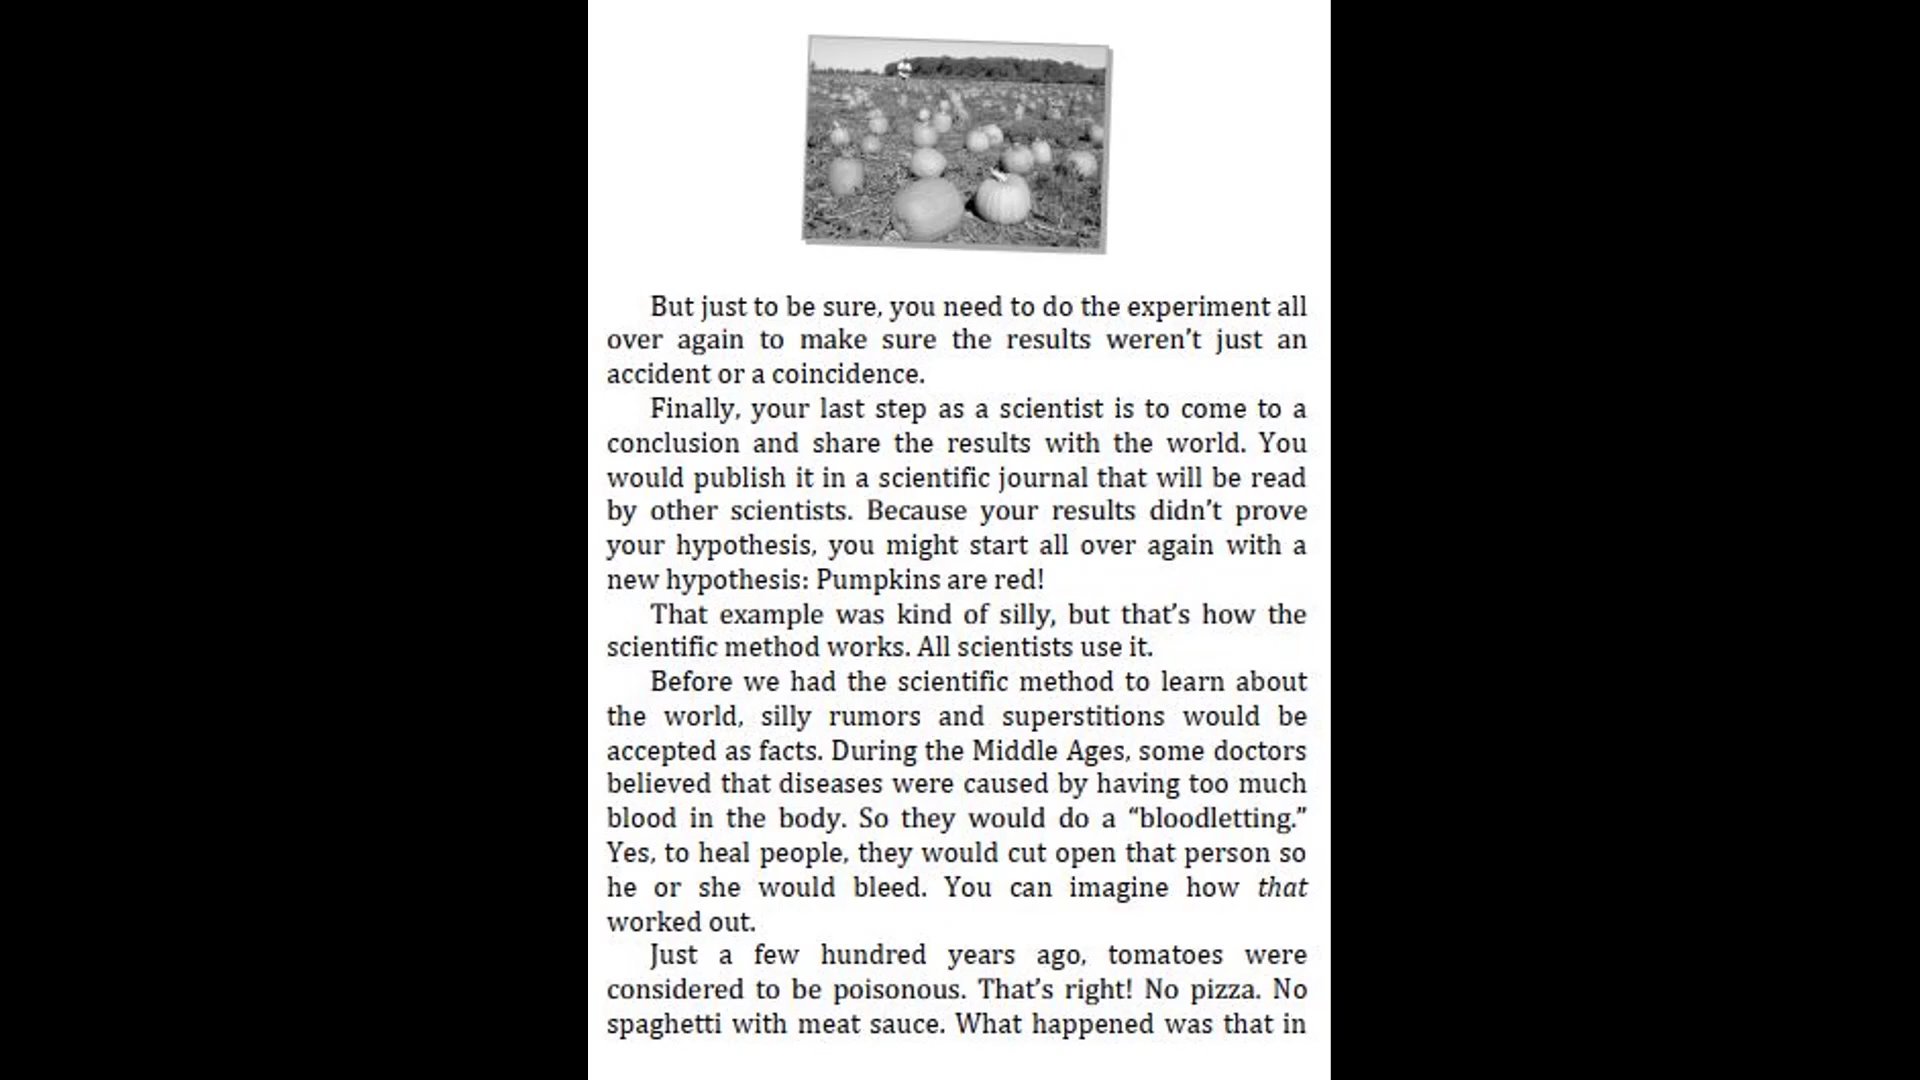 But just to be sure, you need to do the experiment all
over again to make sure the results weren’t just an
accident or a coincidence.
Finally, your last step as a scientist is to come to a
conclusion and share the results with the world. You
would publish it in a scientific journal that will be read
by other scientists. Because your results didn’t prove
your hypothesis, you might start all over again with a
new hypothesis: Pumpkins are red!
That example was kind of silly, but that’s how the
scientific method works. All scientists use it.
Before we had the scientific method to learn about
the world, silly rumors and superstitions would be
accepted as facts. During the Middle Ages, some doctors
believed that diseases were caused by having too much
blood in the body. So they would do a “bloodletting.”
Yes, to heal people, they would cut open that person so
he or she would bleed. You can imagine how that
worked out.
Just a few hundred years ago, tomatoes were
considered to be poisonous. That’s right! No pizza. No
spaghetti with meat sauce. What happened was that in